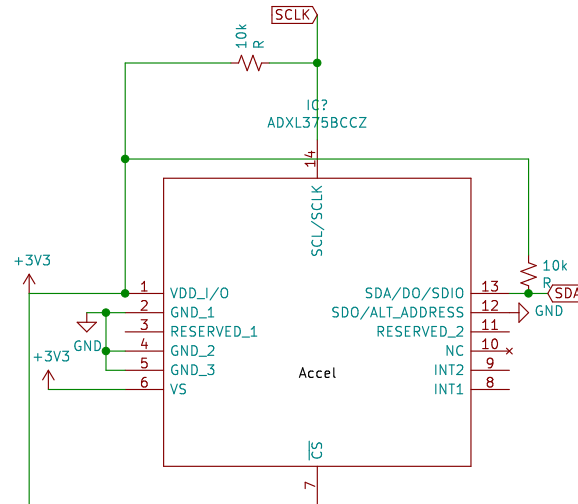 SCLK
10k
R
IC?
ADXL375BCCZ
14
SCL/SCLK
+3V3
10k
R
1 VDD_I/O
SDA/DO/SDIO 13
SDA
2 GND_1
SDO/ALT_ADDRESS 12
GND
3 RESERVED_1
RESERVED_2 11
GND
+3V3
4 GND_2
NC 10
5 GND_3
INT2 9
Accel
6 VS
INT1 8
CS
7